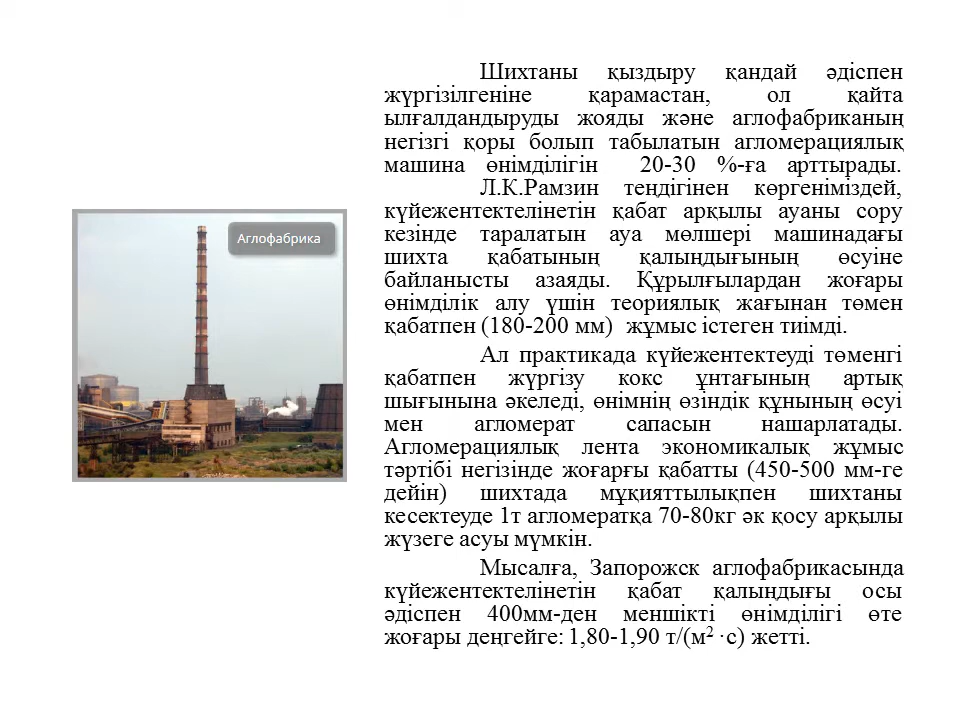 Аглофабрика
Шихтаны қыздыру қандай әдіспен
жүргізілгеніне қарамастан, ол қайта
ылғалдандыруды жояды және аглофабриканың
негізгі қоры болып табылатын агломерациялық
машина өнімділігін 20-30 %-ға арттырады.
Л.К.Рамзин теңдігінен көргеніміздей,
күйежентектелінетін қабат арқылы ауаны сору
кезінде таралатын ауа мөлшері машинадағы
шихта қабатының қалыңдығының өсуіне
байланысты азаяды. Құрылғылардан жоғары
өнімділік алу үшін теориялық жағынан төмен
қабатпен (180-200 мм) жұмыс істеген тиімді.
Ал практикада күйежентектеуді төменгі
қабатпен жүргізу кокс ұнтағының артық
шығынына әкеледі, өнімнің өзіндік құнының өсуі
мен агломерат сапасын нашарлатады.
Агломерациялық лента экономикалық жұмыс
тәртібі негізінде жоғарғы қабатты (450-500 мм-ге
дейін) шихтада мұқияттылықпен шихтаны
кесектеуде 1т агломератқа 70-80кг әк қосу арқылы
жүзеге асуы мүмкін.
Мысалға, Запорожск аглофабрикасында
күйежентектелінетін қабат қалыңдығы осы
әдіспен 400мм-ден меншікті өнімділігі өте
жоғары деңгейге: 1,80-1,90 т/(м² ·с) жетті.